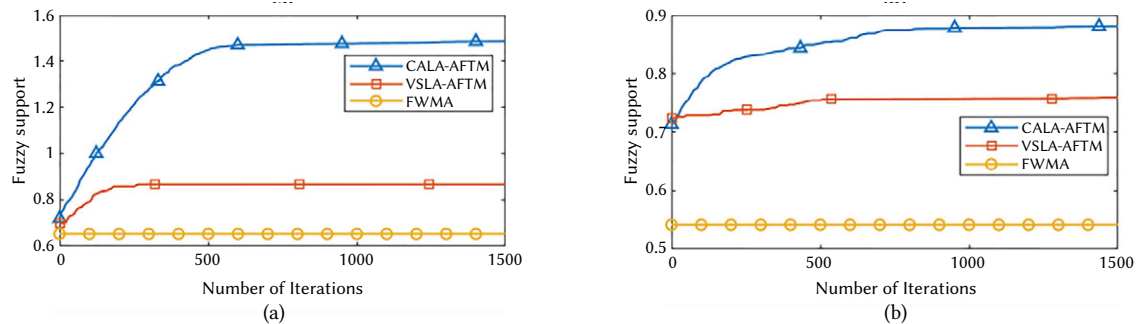 1.6
1.4
1.2
1
0.8
0.6
Fuzzy support
0 500 1000 1500
Number of Iterations
CALA-AFTM
VSLA-AFTM
FWMA
(a)
0.9
0.8
0.7
0.6
0.5
Fuzzy support
0 500 1000 1500
Number of Iterations
CALA-AFTM
VSLA-AFTM
FWMA
(b)